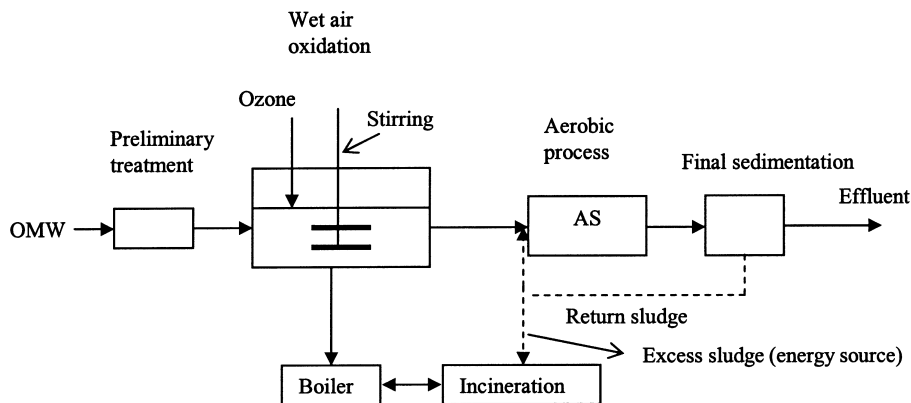 Wet air
oxidation
Ozone
Stirring
Preliminary
treatment
Aerobic
process
Final sedimentation
Effluent
OMW
AS
Return sludge
Excess sludge (energy source)
Boiler
Incineration